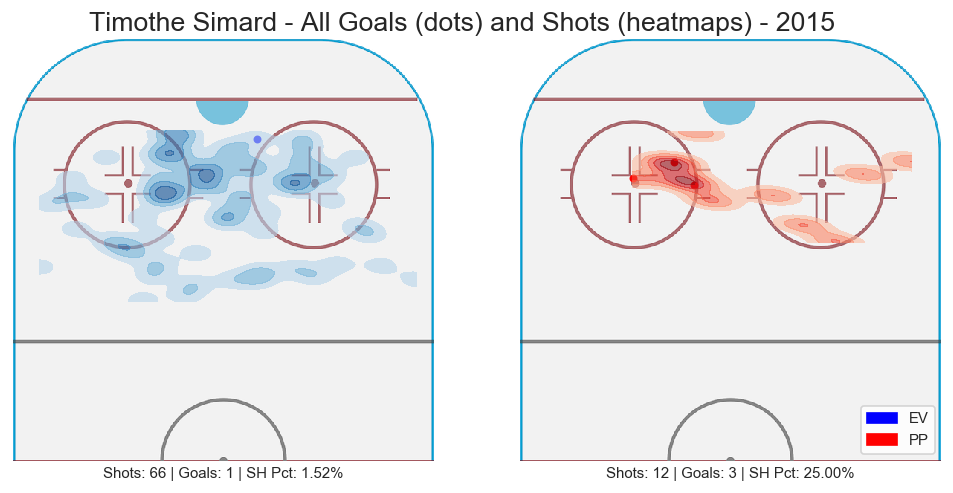 Timothe Simard - All Goals (dots) and Shots (heatmaps) - 2015
EV
PP
Shots: 66 | Goals: 1 | SH Pct: 1.52%
Shots: 12 | Goals: 3 | SH Pct: 25.00%